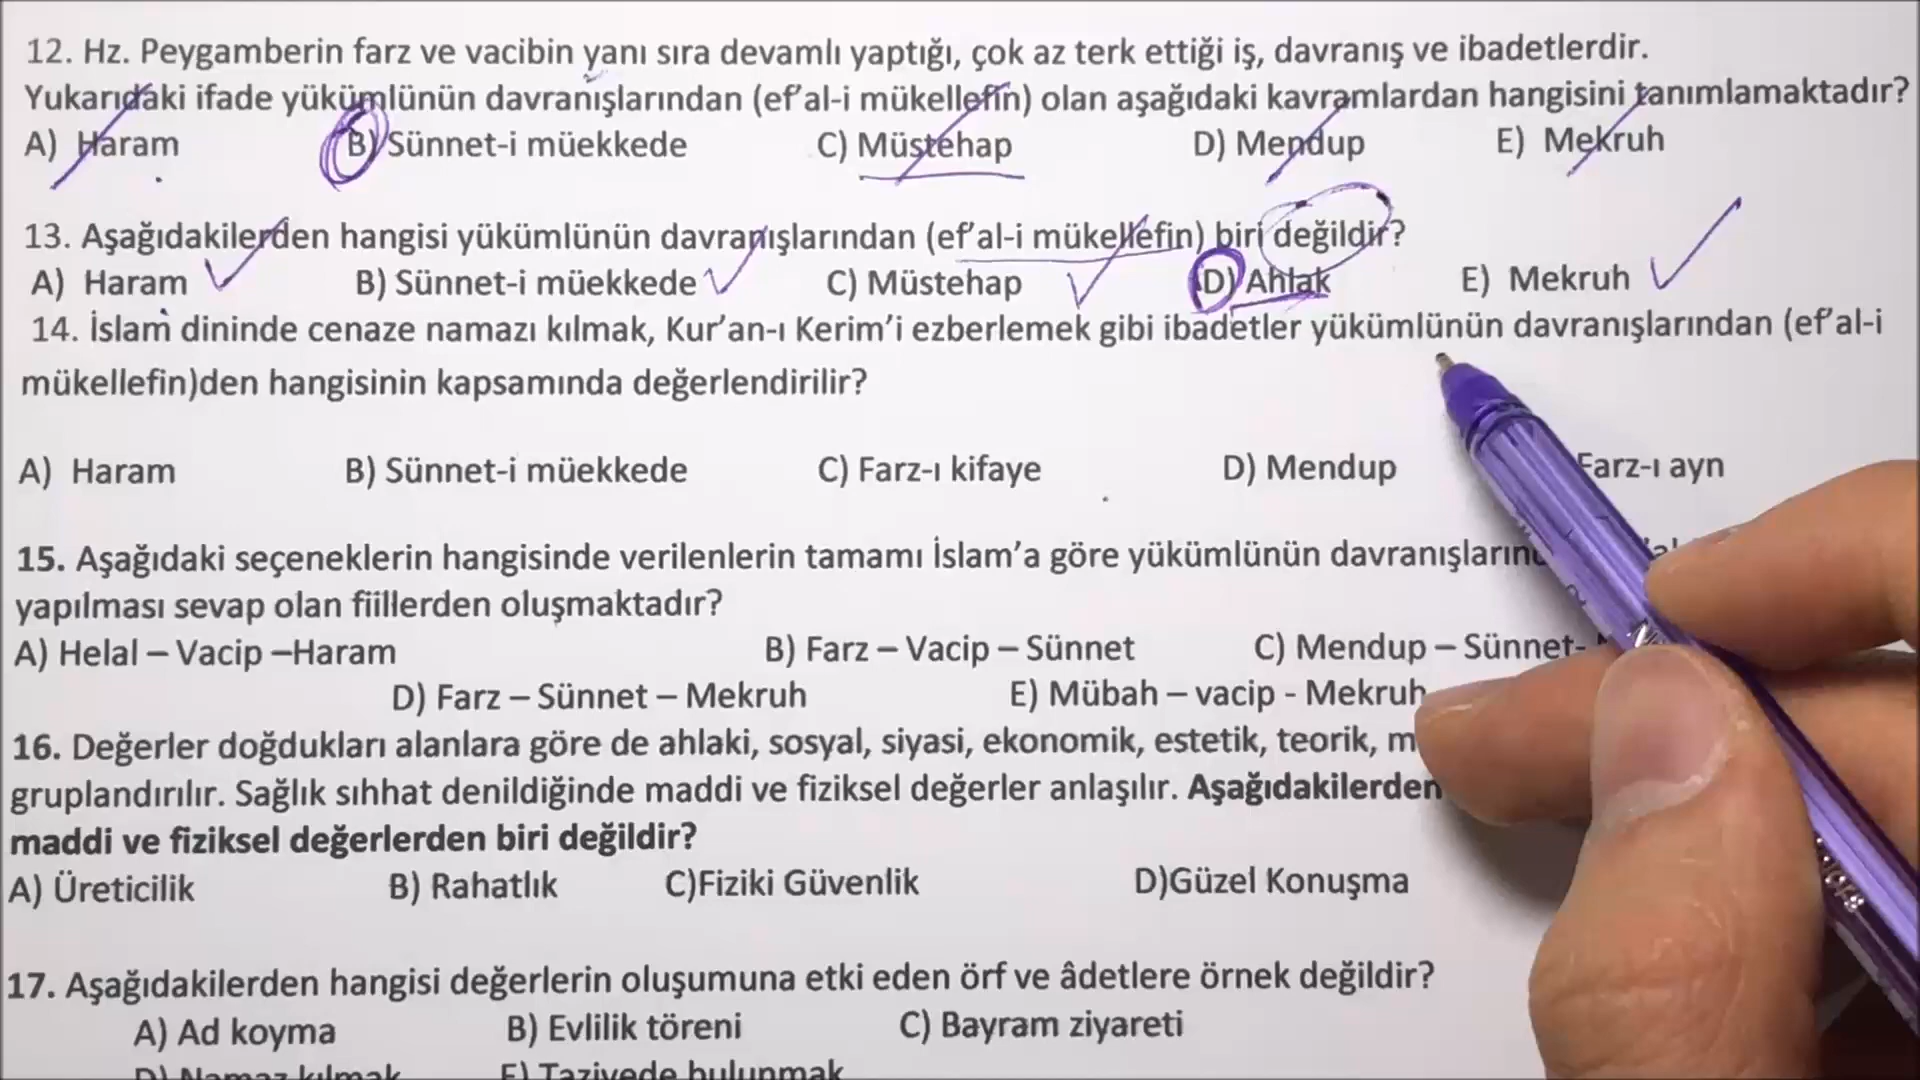 12. Hz. Peygamberin farz ve vacibin yanı sıra devamlı yaptığı, çok az terk ettiği iş, davranış ve ibadetlerdir.
Yukarıdaki ifade yükümlünün davranışlarından (ef'al-i mükellefin) olan aşağıdaki kavramlardan hangisini tanımlamaktadır?
A) Haram B) Sünnet-i müekkede C) Müstehap D) Mendup E) Mekruh
13. Aşağıdakilerden hangisi yükümlünün davranışlarından (ef'al-i mükellefin) biri değildir?
A) Haram B) Sünnet-i müekkede C) Müstehap D) Ahlak E) Mekruh
14. İslam dininde cenaze namazı kılmak, Kur'an-ı Kerim'i ezberlemek gibi ibadetler yükümlünün davranışlarından (ef'al-i
mükellefin)den hangisinin kapsamında değerlendirilir?
A) Haram B) Sünnet-i müekkede C) Farz-ı kifaye D) Mendup Farz-ı ayn
15. Aşağıdaki seçeneklerin hangisinde verilenlerin tamamı İslam'a göre yükümlünün
yapılması sevap olan fiillerden oluşmaktadır?
A) Helal – Vacip –Haram B) Farz – Vacip – Sünnet C) Mendup – Sünnet-
D) Farz – Sünnet – Mekruh E) Mübah – vacip - Mekruh
16. Değerler doğdukları alanlara göre de ahlaki, sosyal, siyasi, ekonomik, estetik, teorik,
gruplandırılır. Sağlık sıhhat denildiğinde maddi ve fiziksel değerler anlaşılır. Aşağıdakilerden
maddi ve fiziksel değerlerden biri değildir?
A) Üreticilik B) Rahatlık C)Fiziki Güvenlik D)Güzel Konuşma
17. Aşağıdakilerden hangisi değerlerin oluşumuna etki eden örf ve âdetlere örnek değildir?
A) Ad koyma B) Evlilik töreni C) Bayram ziyareti
D) Namaz kılmak E) Taziyede bulunmak